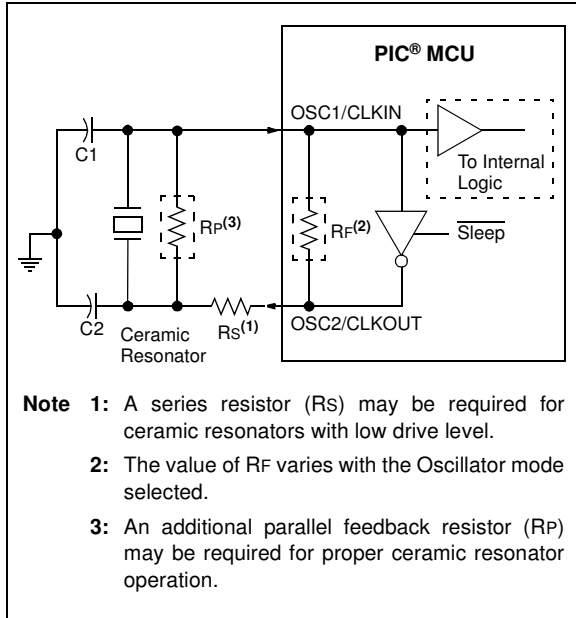 PIC® MCU
OSC1/CLKIN
C1
To Internal
Logic
RP(3)
RF(2)
Sleep
C2
Ceramic
Resonator
RS(1)
OSC2/CLKOUT
Note 1: A series resistor (RS) may be required for
ceramic resonators with low drive level.
2: The value of RF varies with the Oscillator mode
selected.
3: An additional parallel feedback resistor (RP)
may be required for proper ceramic resonator
operation.